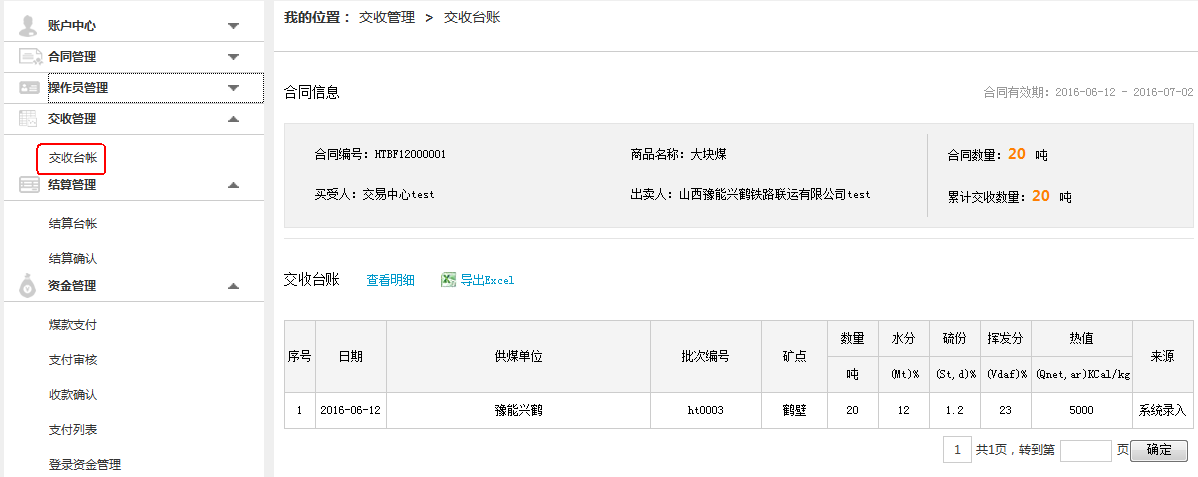 账户中心
合同管理
操作员管理
交收管理
交收台帐
结算管理
结算台帐
结算确认
资金管理
煤款支付
支付审核
收款确认
支付列表
登录资金管理
我的位置： 交收管理 > 交收台账
合同信息
合同有效期：2016-06-12 - 2016-07-02
合同编号：HTBF12000001 商品名称：大块煤 合同数量：20 吨
买受人：交易中心test 出卖人：山西豫能兴鹤铁路联运有限公司test 累计交收数量：20 吨
交收台账 查看明细 导出Excel
序号 日期 供煤单位 批次编号 矿点 数量 水分 硫份 挥发分 热值 来源
吨 (Mt)% (St,d)% (Vdaf)% (Qnet,ar)KCal/kg
1 2016-06-12 豫能兴鹤 ht0003 鹤壁 20 12 1.2 23 5000 系统录入
1 共1页，转到第 页 确定